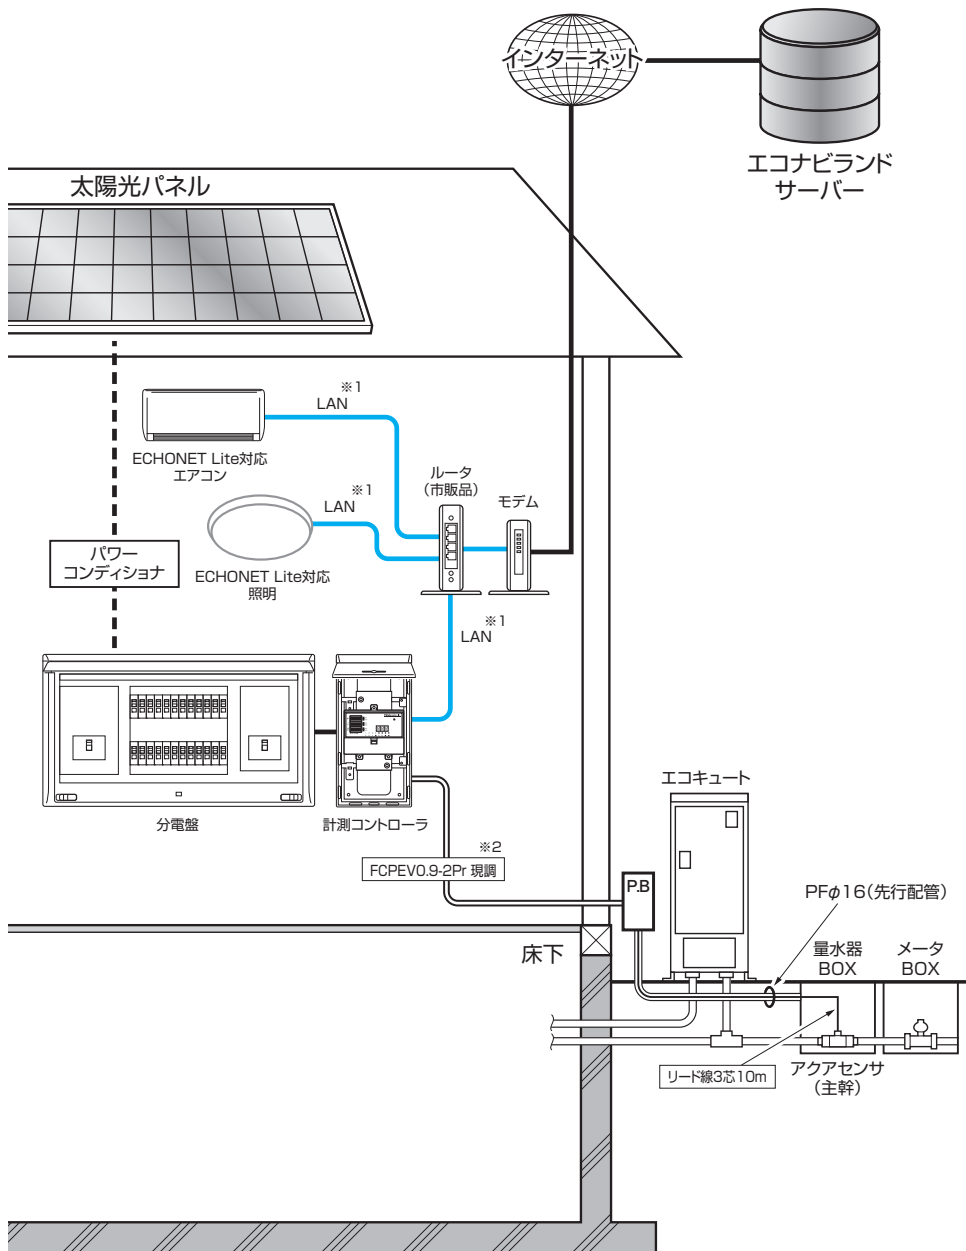 インターネット
エコナビランド
サーバー
太陽光パネル
※1
LAN
ECHONET Lite対応
エアコン
※1
LAN
ルータ
（市販品）
モデム
パワー
コンディショナ
ECHONET Lite対応
照明
※1
LAN
分電盤
計測コントローラ
エコキュート
※2
FCPEV0.9-2Pr 現調
P.B
PFφ16（先行配管）
床下
量水器
BOX
メータ
BOX
リード線3芯10m
アクアセンサ
（主幹）